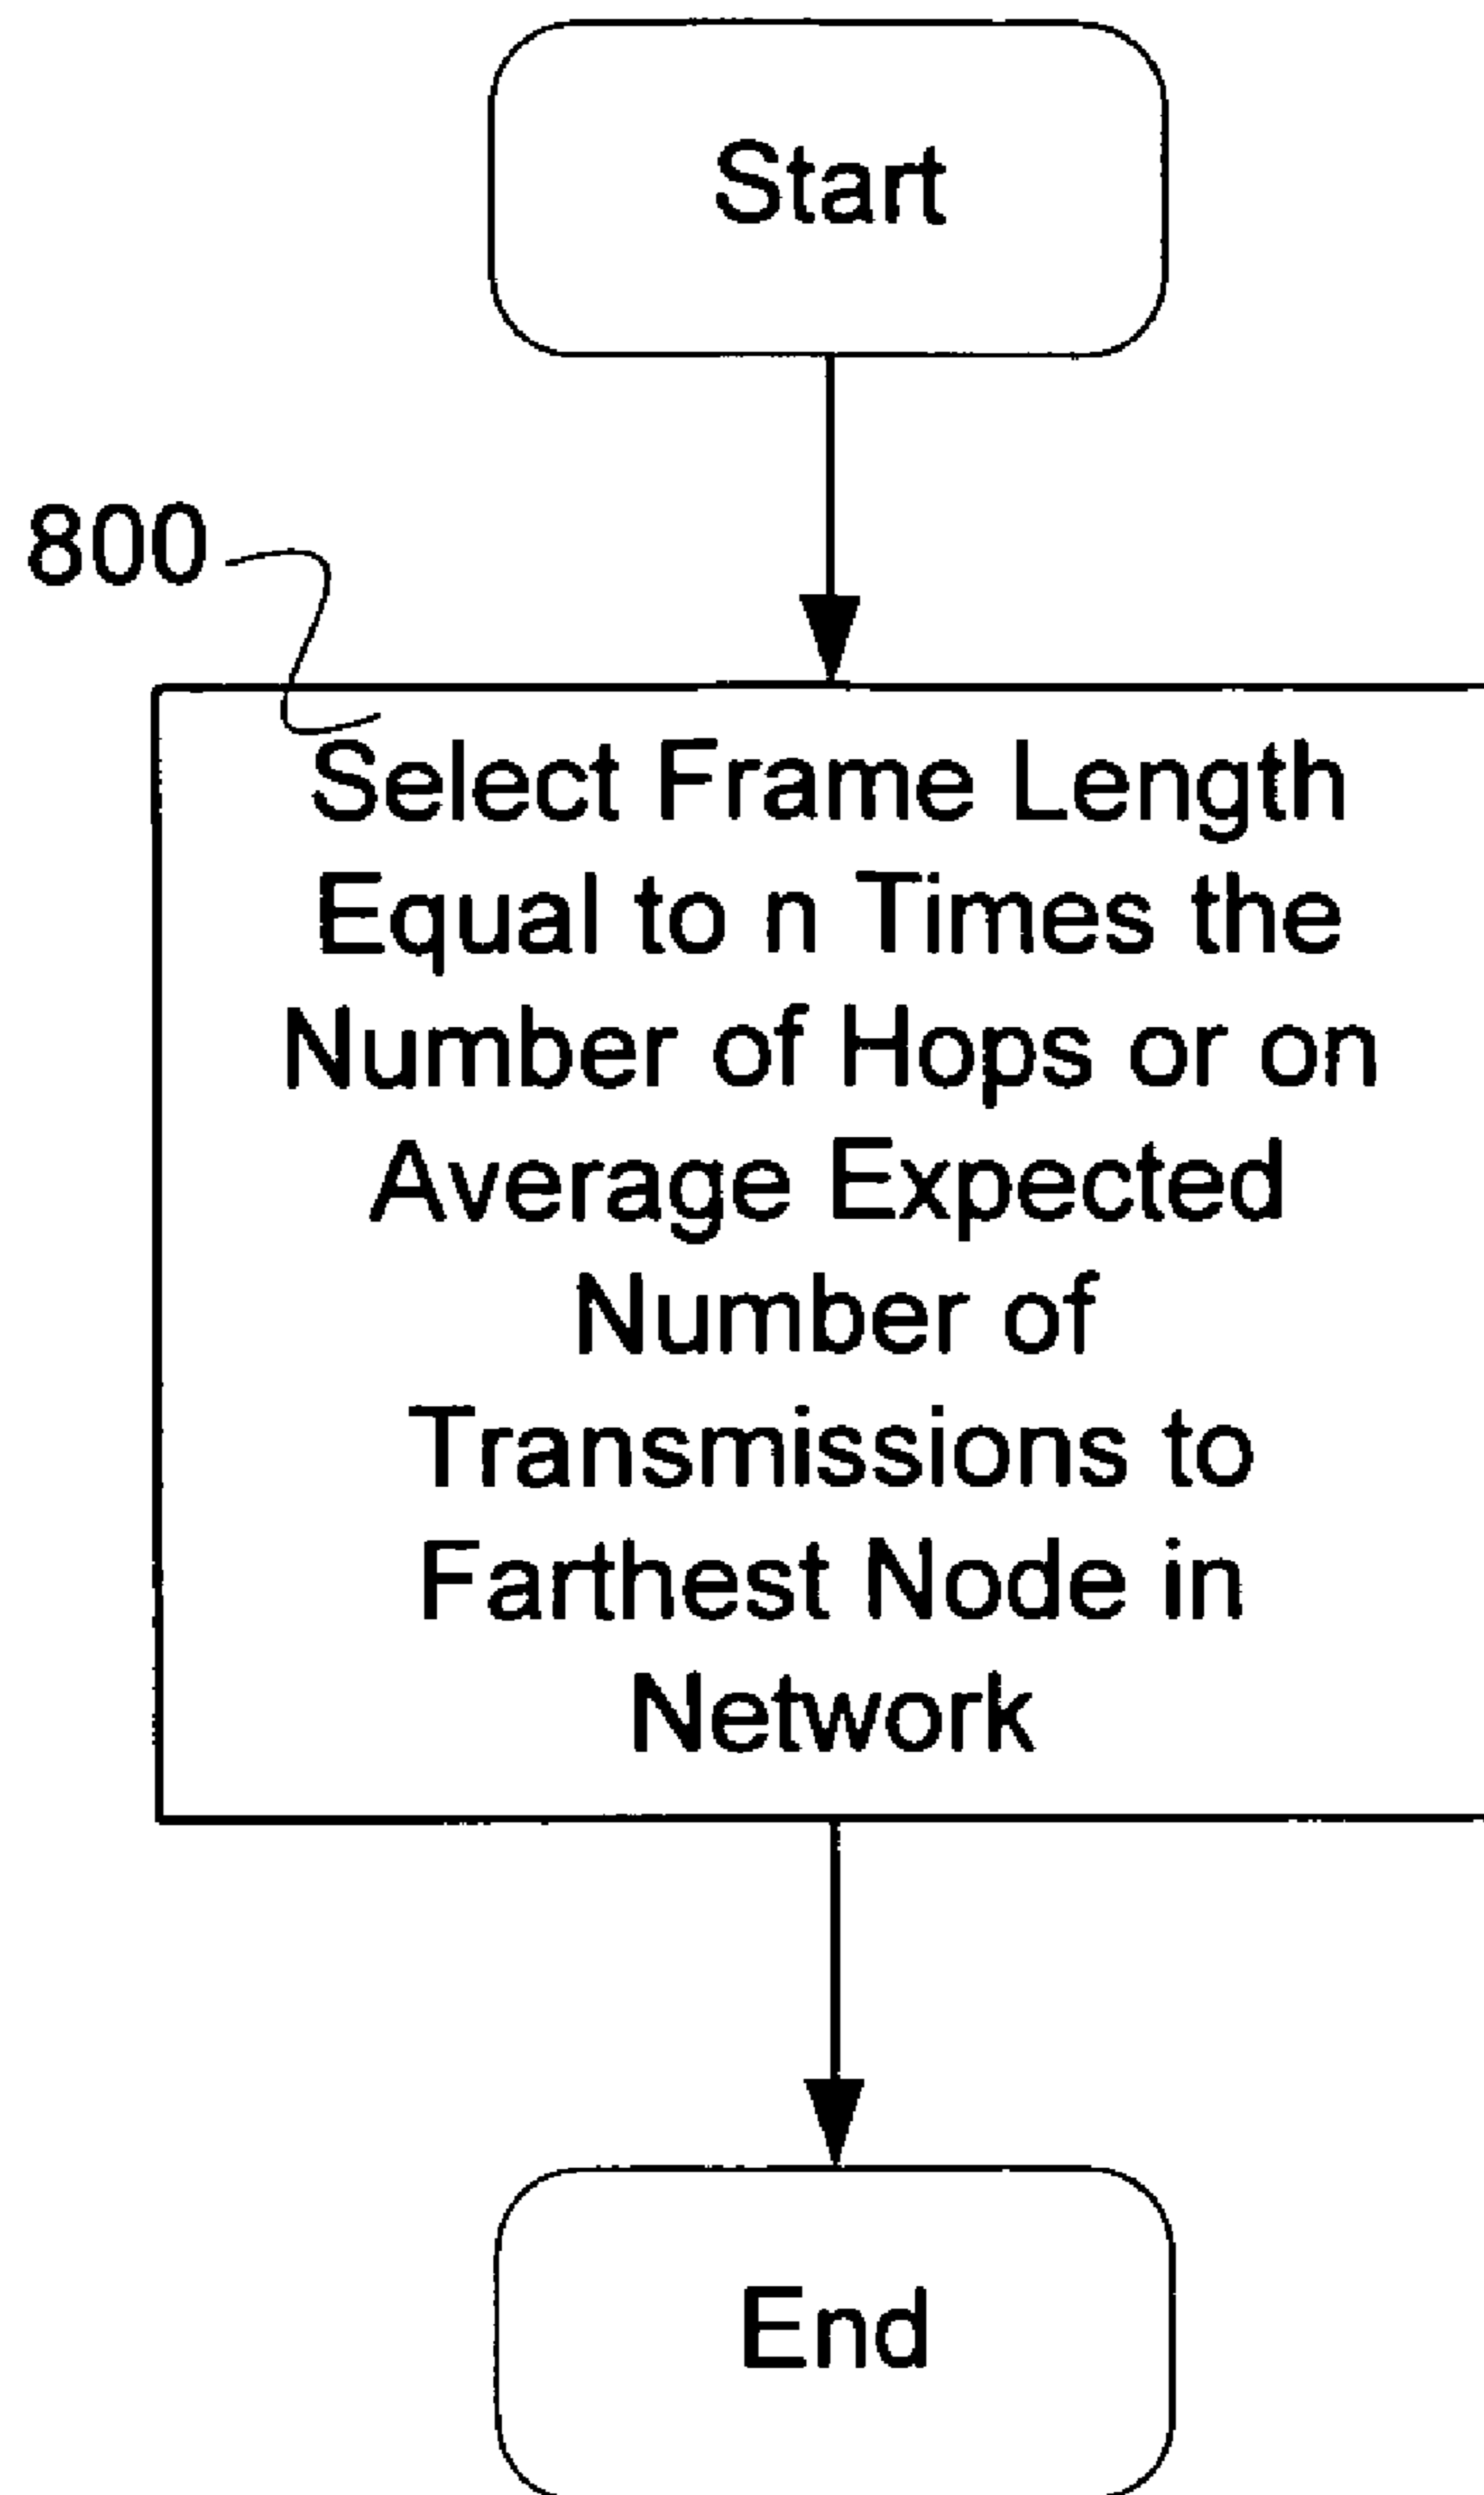 Start
800
Select Frame Length
Equal to n Times the
Number of Hops or on
Average Expected
Number of
Transmissions to
Farthest Node in
Network
End